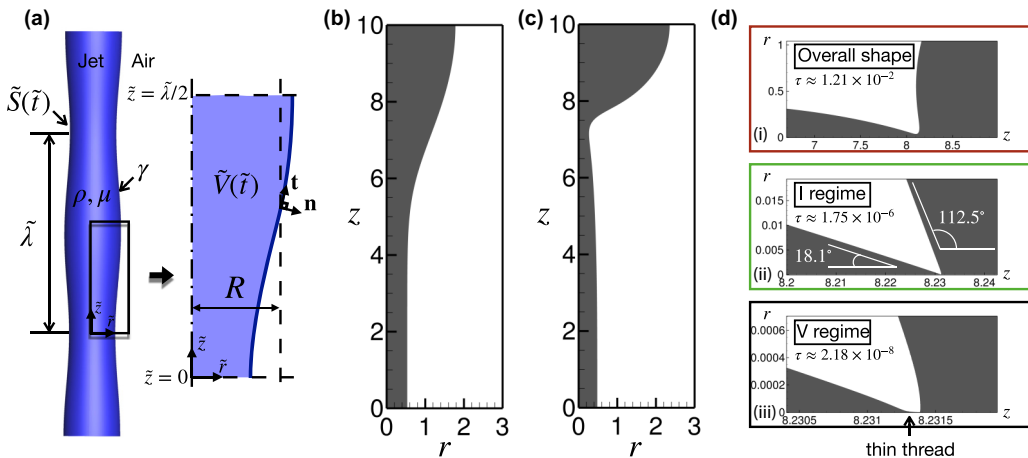 (a)
Jet
Air
S̃(t̃)
λ̃
ρ, μ
γ
z̃
r̃
z̃ = λ̃/2
Ṽ(t̃)
t
n
R
z̃
r̃
z̃ = 0
(b)
10
8
6
z
4
2
0
0 1 2 3
r
(c)
10
8
6
z
4
2
0
0 1 2 3
r
(d)
r
1
0.5
0
Overall shape
τ ≈ 1.21 × 10⁻²
(i)
7 7.5 8 8.5 z
r
0.015
0.01
0.005
0
I regime
τ ≈ 1.75 × 10⁻⁶
112.5°
18.1°
(ii)
8.2 8.21 8.22 8.23 8.24 z
r
0.0006
0.0004
0.0002
0
V regime
τ ≈ 2.18 × 10⁻⁸
(iii)
8.2305 8.231 8.2315 z
thin thread